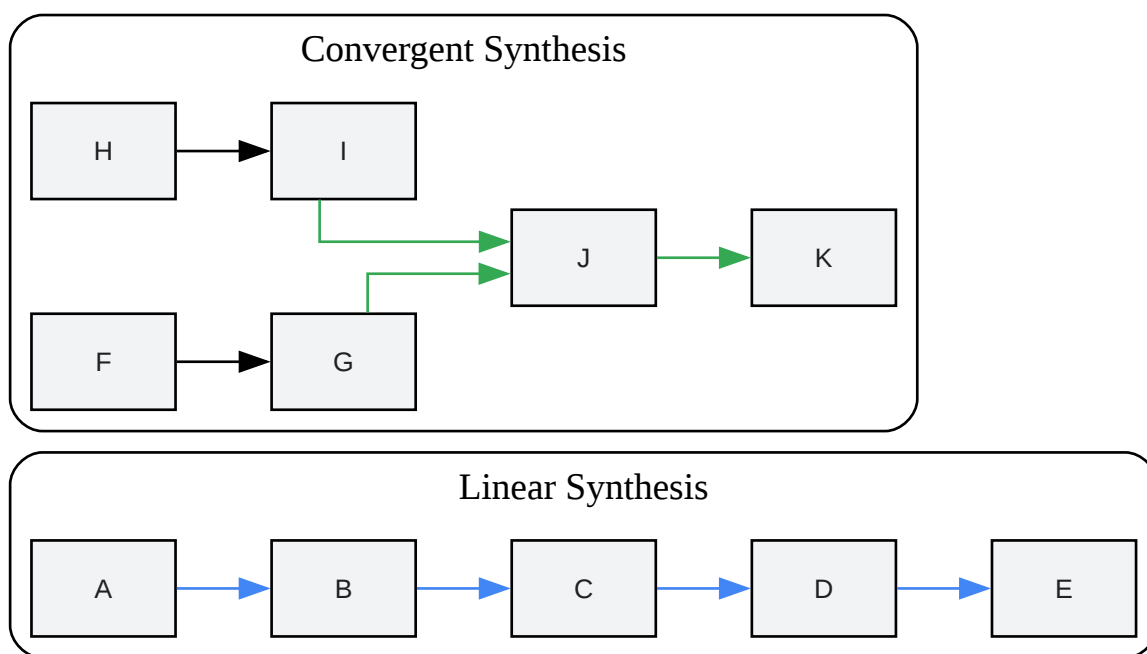 Convergent Synthesis
H
I
J
K
F
G
Linear Synthesis
A
B
C
D
E